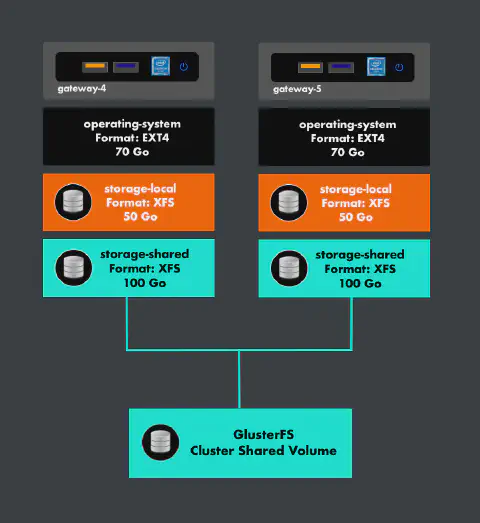 gateway-4
operating-system
Format: EXT4
70 Go
storage-local
Format: XFS
50 Go
storage-shared
Format: XFS
100 Go
gateway-5
operating-system
Format: EXT4
70 Go
storage-local
Format: XFS
50 Go
storage-shared
Format: XFS
100 Go
GlusterFS
Cluster Shared Volume